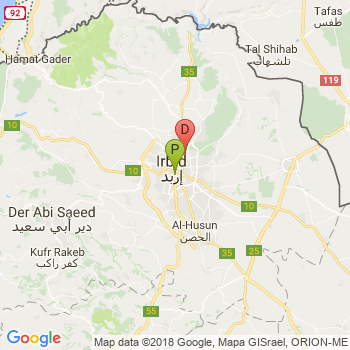 92
Tafas
طفس
Hamat Gader
Tal Shihab
تلشهاب
35
119
10
D
P
Irbid
إربد
10
Der Abi Saeed
دير أبي سعيد
10
Al-Husun
الحصن
Kufr Rakeb
كفر راكب
35
25
55
Google
Map data ©2018 Google, Mapa GISrael, ORION-ME